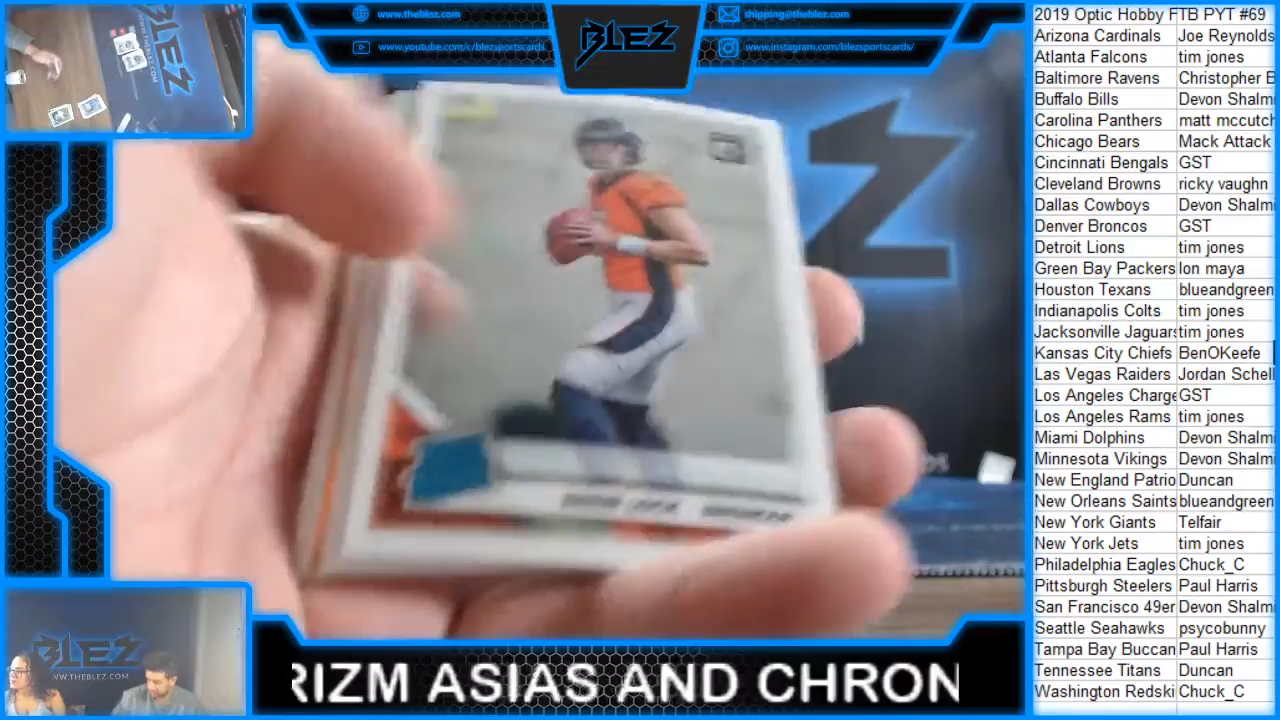 www.theblez.com
shipping@theblez.com
www.youtube.com/c/blezsportscards
www.instagram.com/blezsportscards/
BLEZ
RIZM ASIAS AND CHRON
BLEZ
WW.THEBLEZ.COM
2019 Optic Hobby F TB PYT #69
Arizona Cardinals Joe Reynolds
Atlanta Falcons tim jones
Baltimore Ravens Christopher B
Buffalo Bills Devon Shalm
Carolina Panthers matt mccutch
Chicago Bears Mack Attack
Cincinnati Bengals GST
Cleveland Browns ricky vaughn
Dallas Cowboys Devon Shalm
Denver Broncos GST
Detroit Lions tim jones
Green Bay Packers lon maya
Houston Texans blueandgreen
Indianapolis Colts tim jones
Jacksonville Jaguars tim jones
Kansas City Chiefs BenOKeefe
Las Vegas Raiders Jordan Schell
Los Angeles Charge GST
Los Angeles Rams tim jones
Miami Dolphins Devon Shalm
Minnesota Vikings Devon Shalm
New England Patrio Duncan
New Orleans Saints blueandgreen
New York Giants Telfair
New York Jets tim jones
Philadelphia Eagles Chuck_C
Pittsburgh Steelers Paul Harris
San Francisco 49er Devon Shalm
Seattle Seahawks psycobunny
Tampa Bay Buccan Paul Harris
Tennessee Titans Duncan
Washington Redski Chuck_C